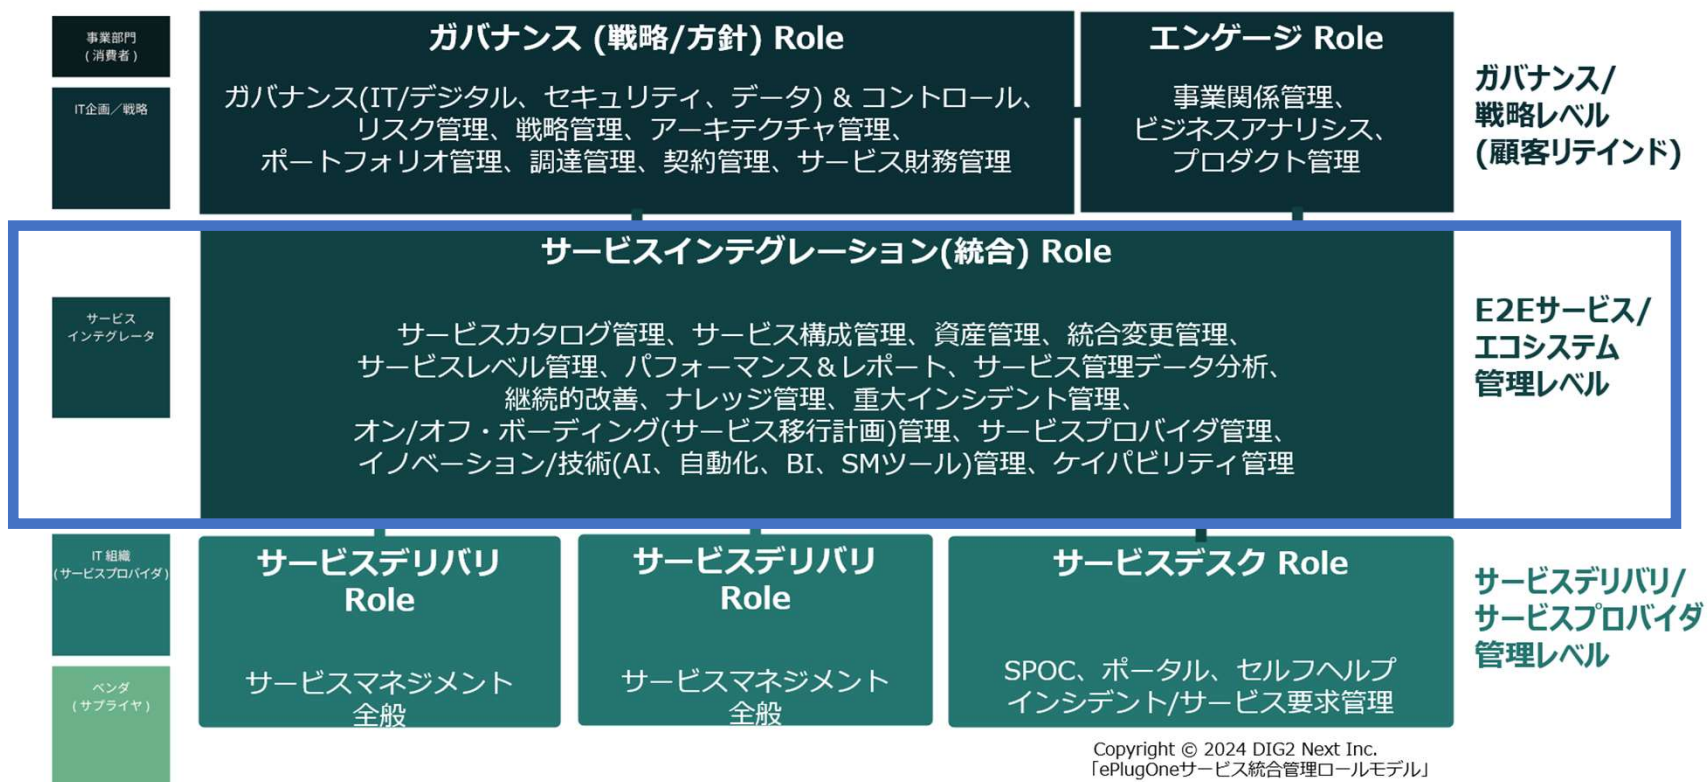 事業部門
(消費者)
IT企画／戦略
ガバナンス (戦略/方針) Role
ガバナンス(IT/デジタル、セキュリティ、データ) & コントロール、
リスク管理、戦略管理、アーキテクチャ管理、
ポートフォリオ管理、調達管理、契約管理、サービス財務管理
エンゲージ Role
事業関係管理、
ビジネスアナリシス、
プロダクト管理
ガバナンス/
戦略レベル
(顧客リテインド)
サービス
インテグレータ
サービスインテグレーション(統合) Role
サービスカタログ管理、サービス構成管理、資産管理、統合変更管理、
サービスレベル管理、パフォーマンス＆レポート、サービス管理データ分析、
継続的改善、ナレッジ管理、重大インシデント管理、
オン/オフ・ボーディング(サービス移行計画)管理、サービスプロバイダ管理、
イノベーション/技術(AI、自動化、BI、SMツール)管理、ケイパビリティ管理
E2Eサービス/
エコシステム
管理レベル
IT 組織
(サービスプロバイダ)
ベンダ
(サプライヤ)
サービスデリバリ
Role
サービスマネジメント
全般
サービスデリバリ
Role
サービスマネジメント
全般
サービスデスク Role
SPOC、ポータル、セルフヘルプ
インシデント/サービス要求管理
サービスデリバリ/
サービスプロバイダ
管理レベル
Copyright © 2024 DIG2 Next Inc.
「ePlugOneサービス統合管理ロールモデル」